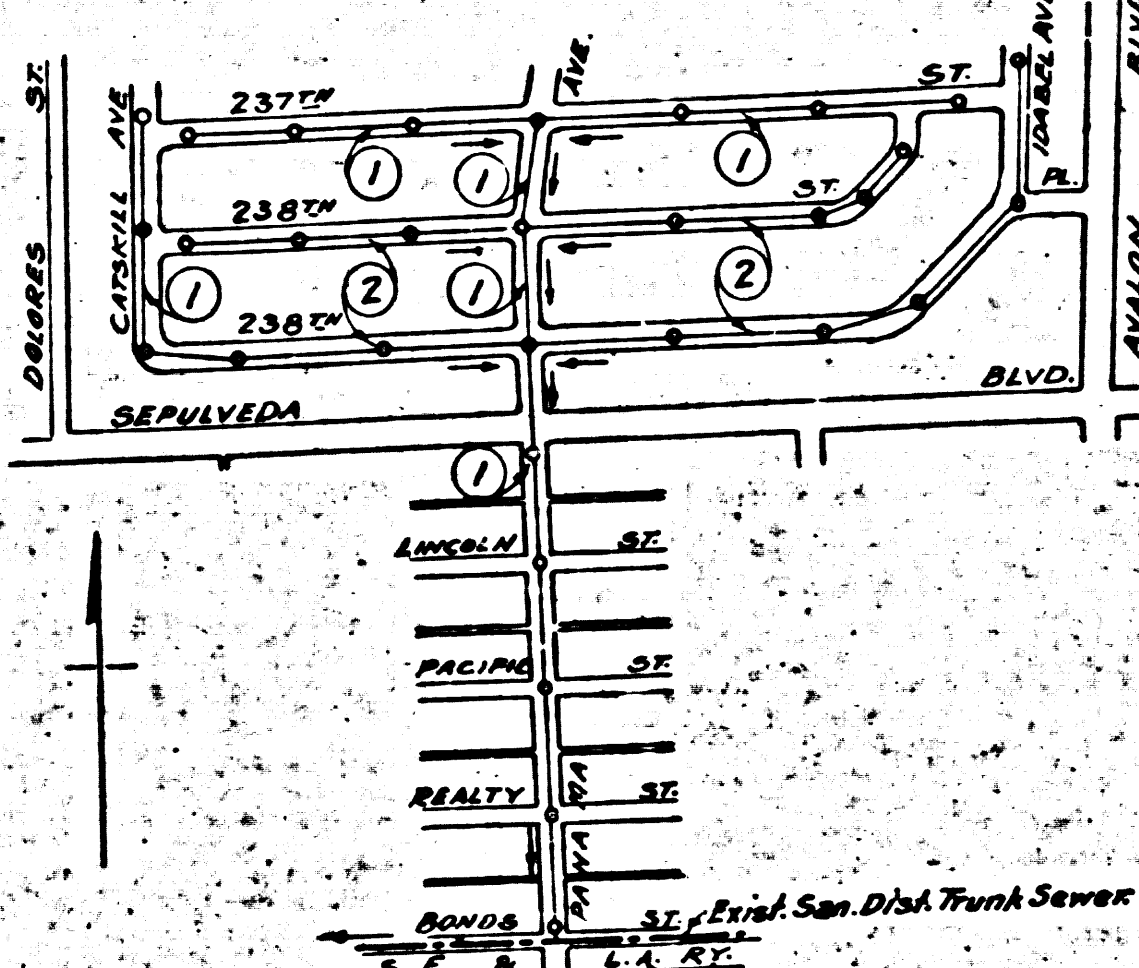 DOLORES ST.
CATSKILL AVE
237TH ST.
AVE.
IDABEL AVE
PL.
AVALON BLVD
1
1
1
238TH ST.
1
2
1
2
238TH
SEPULVEDA BLVD.
1
LINCOLN ST.
PACIFIC ST.
REALTY ST.
PANAMA
BONDS ST.
Exist. San. Dist. Trunk Sewer.
L.A. RY.